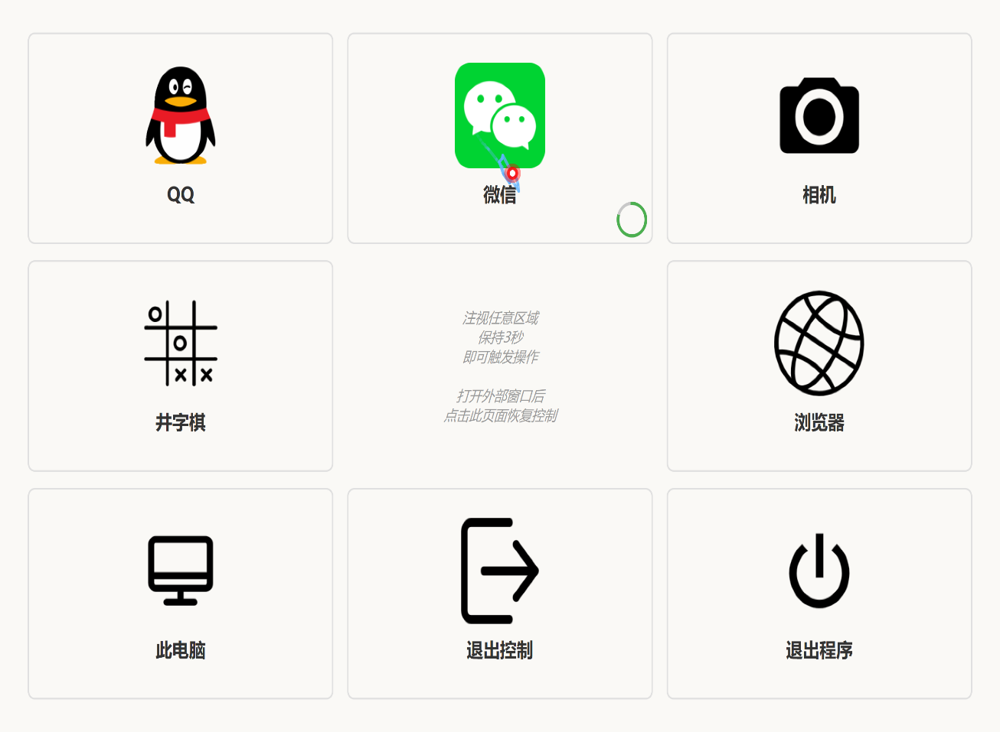 QQ
微信
相机
井字棋
注视任意区域
保持3秒
即可触发操作
打开外部窗口后
点击此页面恢复控制
浏览器
此电脑
退出控制
退出程序